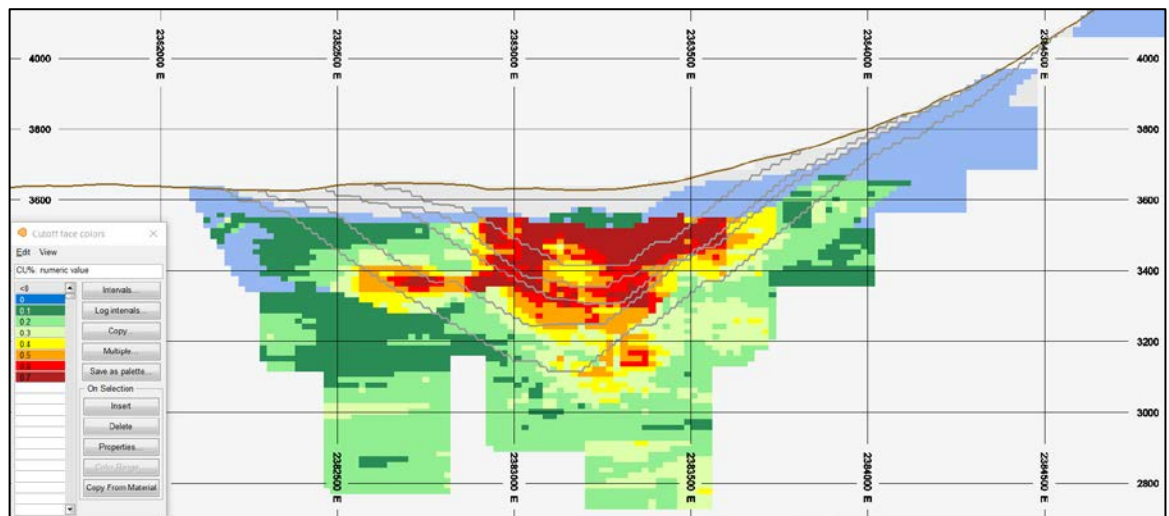 2382000 E
2382500 E
2383000 E
2383500 E
2384000 E
2384500 E
4000
4000
3800
3800
3600
3600
3400
3400
3200
3200
3000
2800
2800
2382500 E
2383000 E
2383500 E
2384000 E
2384500 E
Cutoff face colors
Edit View
CU%: numeric value
<0
0
0.1
0.2
0.3
0.4
0.5
0.7
Intervals...
Log intervals...
Copy...
Multiple...
Save as palette...
On Selection
Insert
Delete
Properties...
Color Range...
Copy From Material